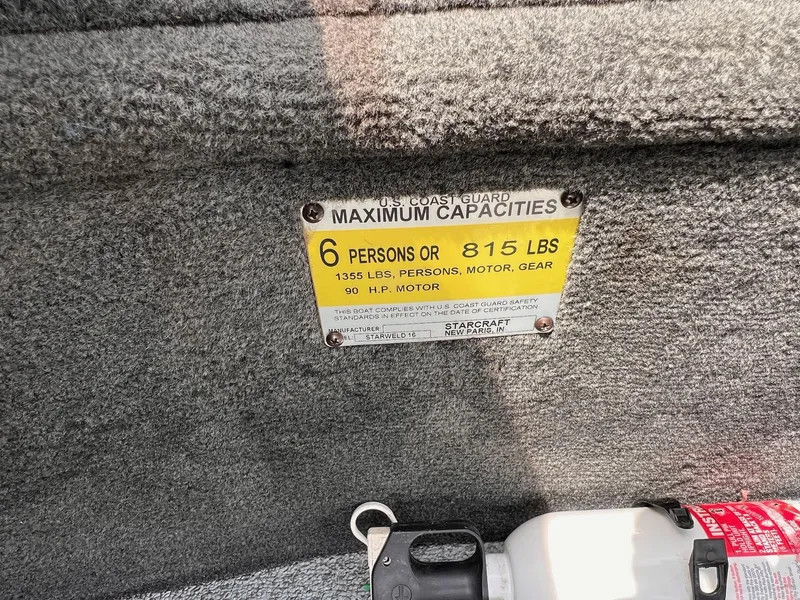 U.S. COAST GUARD
MAXIMUM CAPACITIES
6 PERSONS OR 815 LBS
1355 LBS, PERSONS, MOTOR, GEAR
90 H.P. MOTOR
THIS BOAT COMPLIES WITH U.S. COAST GUARD SAFETY
STANDARDS IN EFFECT ON THE DATE OF CERTIFICATION
MANUFACTURER: STARCRAFT
STARWELD 16 NEW PARIS, IN